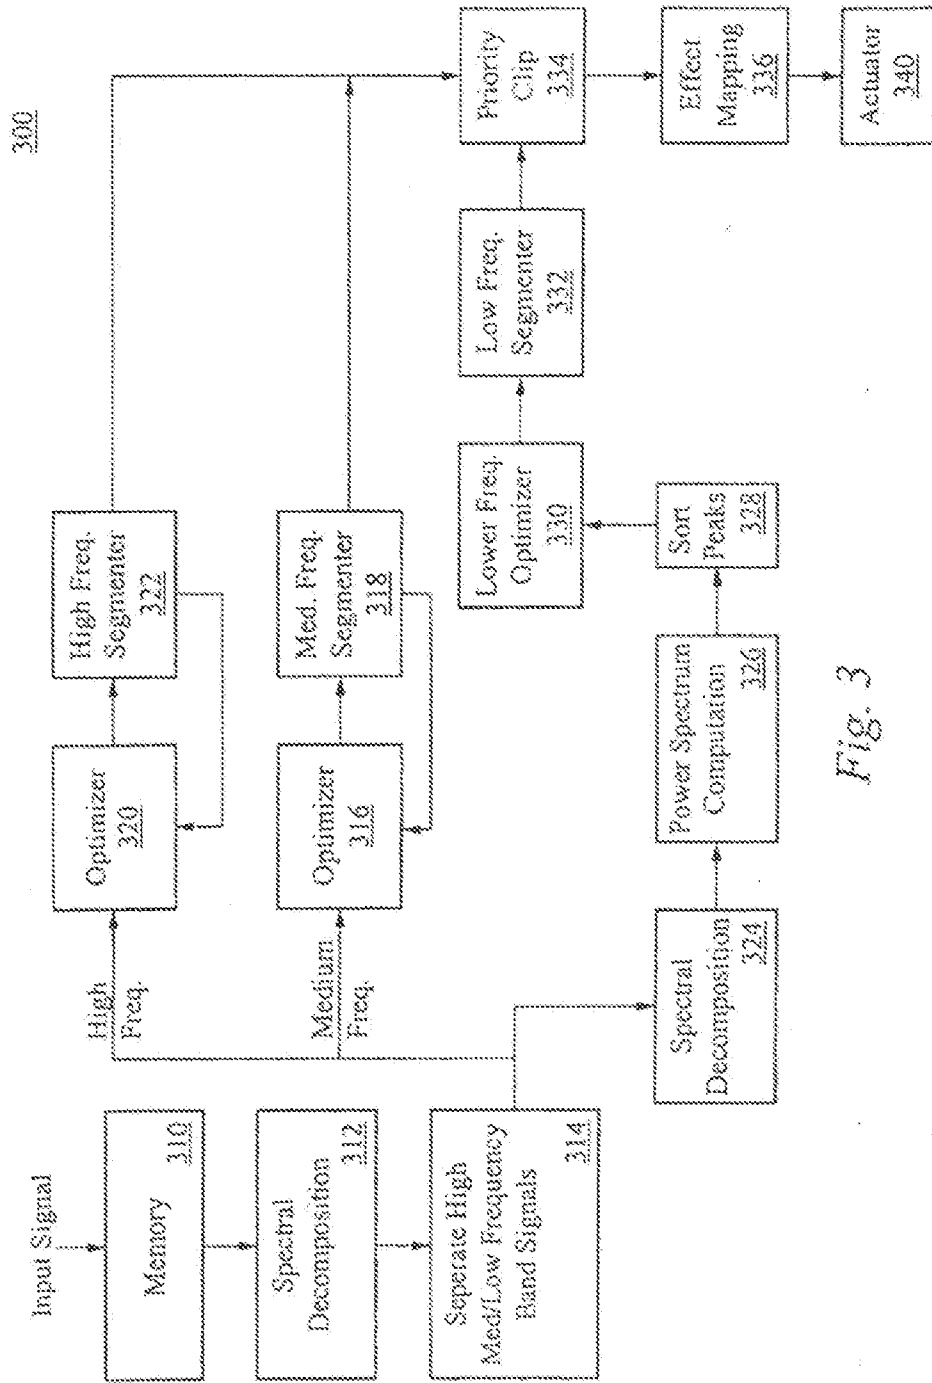 300
Input Signal
Memory
310
Spectral
Decomposition
312
Seperate High
Med/Low Frequency
Band Signals
314
High
Freq.
Optimizer
320
High Freq.
Segmenter
322
Medium
Freq.
Optimizer
316
Med. Freq.
Segmenter
318
Spectral
Decomposition
324
Power Spectrum
Computation
326
Sort
Peaks
328
Lower Freq.
Optimizer
330
Low Freq.
Segmenter
332
Priority
Clip
334
Effect
Mapping
336
Actuator
340
Fig. 3